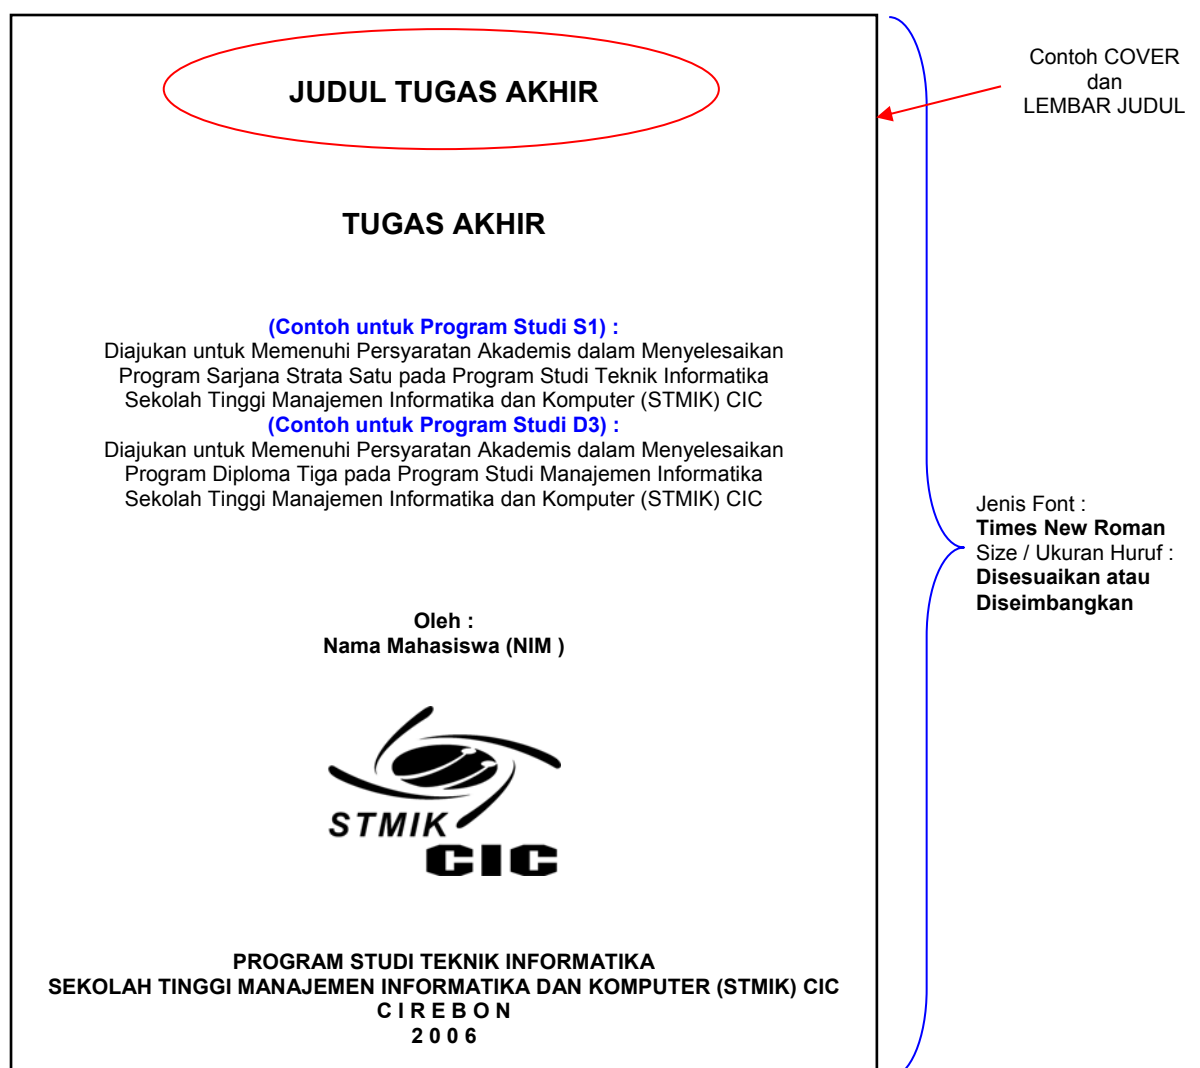 JUDUL TUGAS AKHIR
TUGAS AKHIR
(Contoh untuk Program Studi S1) :
Diajukan untuk Memenuhi Persyaratan Akademis dalam Menyelesaikan
Program Sarjana Strata Satu pada Program Studi Teknik Informatika
Sekolah Tinggi Manajemen Informatika dan Komputer (STMIK) CIC
(Contoh untuk Program Studi D3) :
Diajukan untuk Memenuhi Persyaratan Akademis dalam Menyelesaikan
Program Diploma Tiga pada Program Studi Manajemen Informatika
Sekolah Tinggi Manajemen Informatika dan Komputer (STMIK) CIC
Oleh :
Nama Mahasiswa (NIM )
STMIK
CIC
PROGRAM STUDI TEKNIK INFORMATIKA
SEKOLAH TINGGI MANAJEMEN INFORMATIKA DAN KOMPUTER (STMIK) CIC
C I R E B O N
2 0 0 6
Contoh COVER
dan
LEMBAR JUDUL
Jenis Font :
Times New Roman
Size / Ukuran Huruf :
Disesuaikan atau
Diseimbangkan